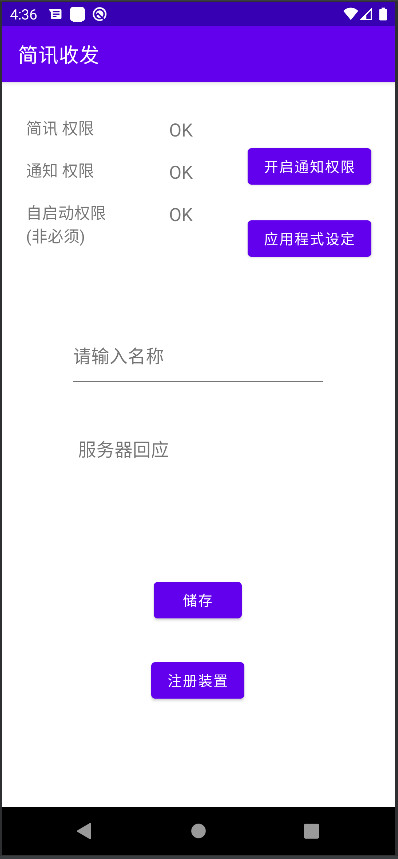 4:36
简讯收发
简讯 权限
OK
通知 权限
OK
开启通知权限
自启动权限
(非必须)
OK
应用程式设定
请输入名称
服务器回应
储存
注册装置